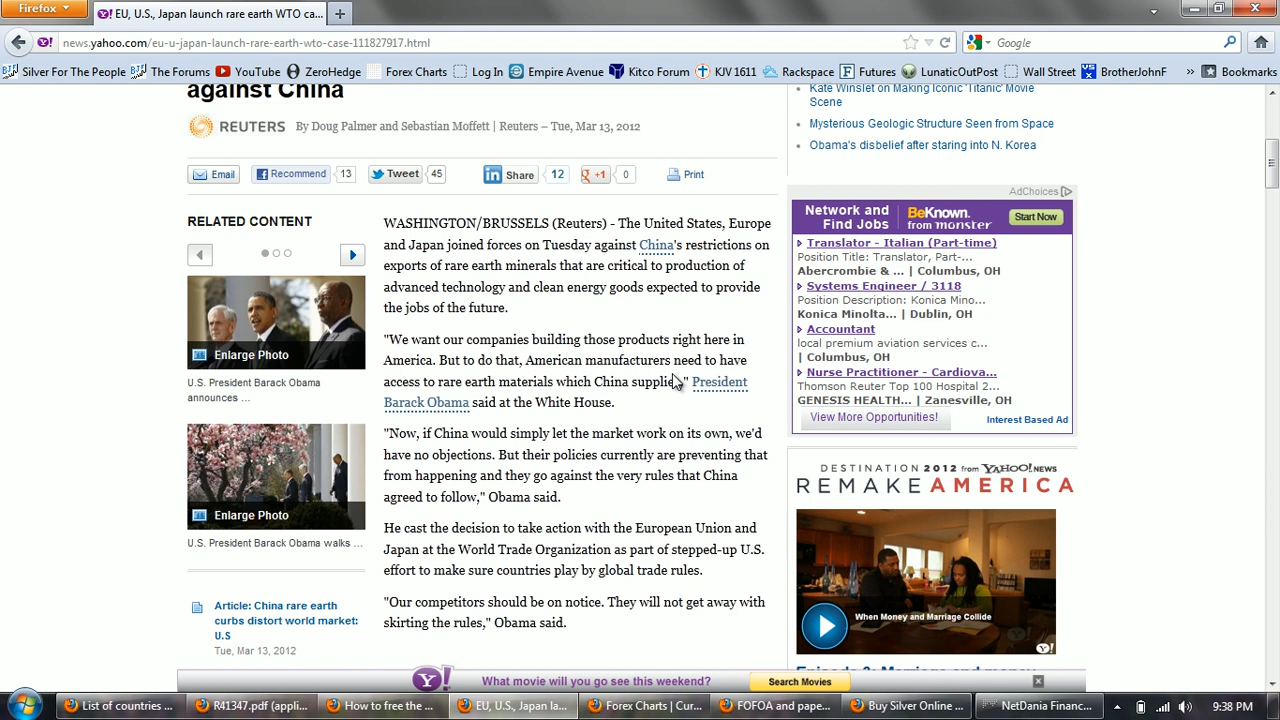 Firefox
EU, U.S., Japan launch rare earth WTO ca...
news.yahoo.com/eu-u-japan-launch-rare-earth-wto-case-111827917.html
Google
Silver For The People
The Forums
YouTube
ZeroHedge
Forex Charts
Log In
Empire Avenue
Kitco Forum
KJV 1611
Rackspace
Futures
LunaticOutPost
Wall Street
BrotherJohnF
»
Bookmarks
against China
REUTERS
By Doug Palmer and Sebastian Moffett | Reuters – Tue, Mar 13, 2012
Email
Recommend
13
Tweet
45
Share
12
+1
0
Print
RELATED CONTENT
Enlarge Photo
U.S. President Barack Obama
announces ...
Enlarge Photo
U.S. President Barack Obama walks ...
Article: China rare earth
curbs distort world market:
U.S
Tue, Mar 13, 2012
WASHINGTON/BRUSSELS (Reuters) - The United States, Europe
and Japan joined forces on Tuesday against China's restrictions on
exports of rare earth minerals that are critical to production of
advanced technology and clean energy goods expected to provide
the jobs of the future.
"We want our companies building those products right here in
America. But to do that, American manufacturers need to have
access to rare earth materials which China supplies," President
Barack Obama said at the White House.
"Now, if China would simply let the market work on its own, we'd
have no objections. But their policies currently are preventing that
from happening and they go against the very rules that China
agreed to follow," Obama said.
He cast the decision to take action with the European Union and
Japan at the World Trade Organization as part of stepped-up U.S.
effort to make sure countries play by global trade rules.
"Our competitors should be on notice. They will not get away with
skirting the rules," Obama said.
Kate Winslet on Making Iconic 'Titanic' Movie
Scene
Mysterious Geologic Structure Seen from Space
Obama's disbelief after staring into N. Korea
AdChoices
Network and
Find Jobs
BeKnown.
from monster
Start Now
Translator - Italian (Part-time)
Position Title: Translator, Part-...
Abercrombie & ... | Columbus, OH
Systems Engineer / 3118
Position Description: Konica Mino...
Konica Minolta... | Dublin, OH
Accountant
local premium aviation services c...
| Columbus, OH
Nurse Practitioner - Cardiova...
Thomson Reuter Top 100 Hospital 2...
GENESIS HEALTH... | Zanesville, OH
View More Opportunities!
Interest Based Ad
DESTINATION 2012 from YAHOO! NEWS
REMAKE AMERICA
When Money and Marriage Collide
Y!
Y!
What movie will you go see this weekend?
Search Movies
List of countries ...
R41347.pdf (appli...
How to free the ...
EU, U.S., Japan la...
Forex Charts | Cur...
FOFOA and pape...
Buy Silver Online ...
NetDania Financ...
9:38 PM